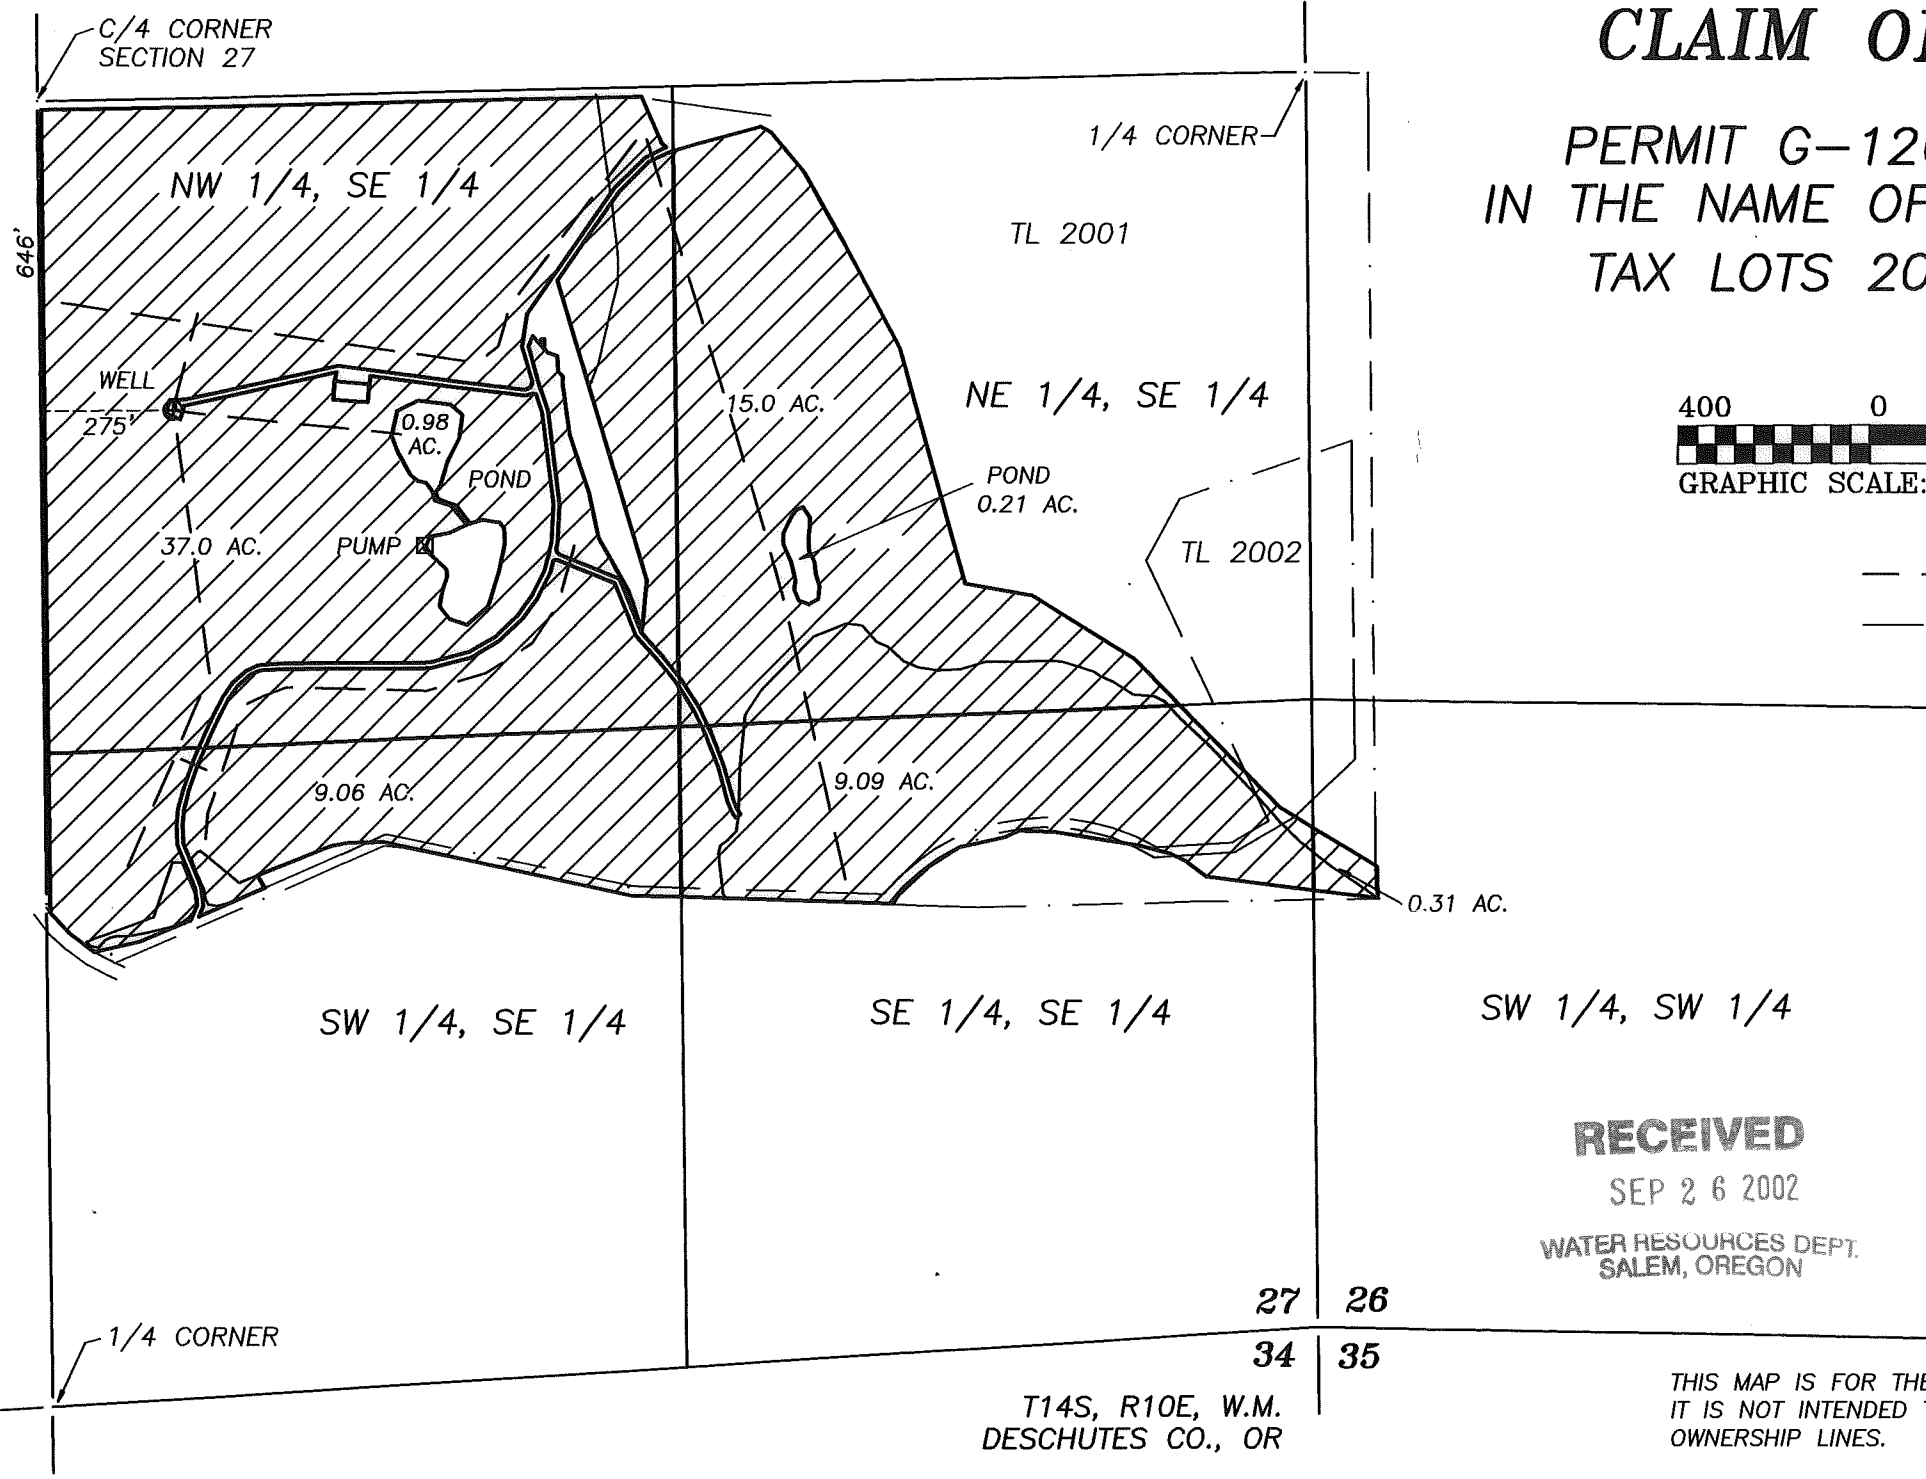 C/4 CORNER
SECTION 27
CLAIM
1/4 CORNER
PERMIT G-12
IN THE NAME OF
TAX LOTS 20
NW 1/4, SE 1/4
646'
TL 2001
WELL
275'
0.98
AC.
15.0 AC.
NE 1/4, SE 1/4
400 0
GRAPHIC SCALE:
POND
POND
0.21 AC.
37.0 AC.
PUMP
TL 2002
9.06 AC.
9.09 AC.
0.31 AC.
SW 1/4, SE 1/4
SE 1/4, SE 1/4
SW 1/4, SW 1/4
RECEIVED
SEP 26 2002
WATER RESOURCES DEPT.
SALEM, OREGON
27 26
34 35
1/4 CORNER
T14S, R10E, W.M.
DESCHUTES CO., OR
THIS MAP IS FOR THE
IT IS NOT INTENDED
OWNERSHIP LINES.